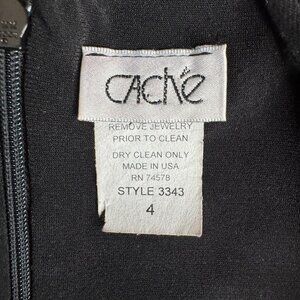 caché
REMOVE JEWELRY
PRIOR TO CLEAN
DRY CLEAN ONLY
MADE IN USA
RN 74578
STYLE 3343
4